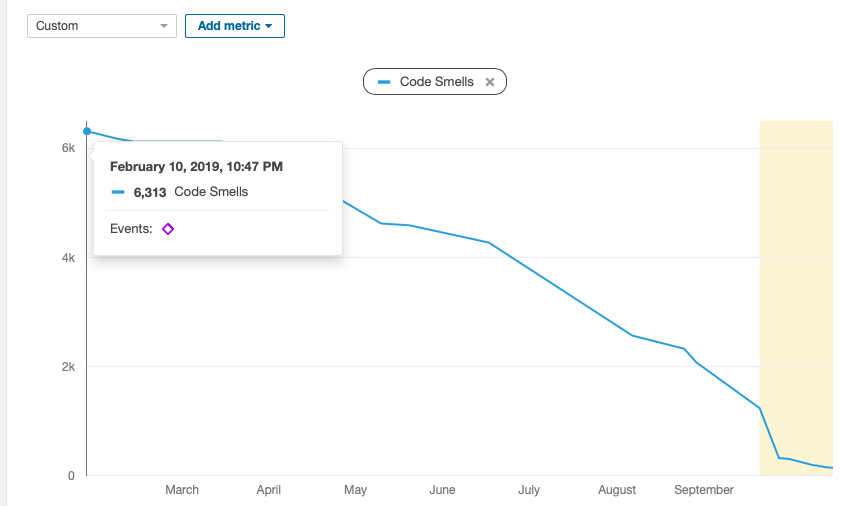 Custom
Add metric
Code Smells
6k
February 10, 2019, 10:47 PM
6,313 Code Smells
Events:
4k
2k
0
March April May June July August September